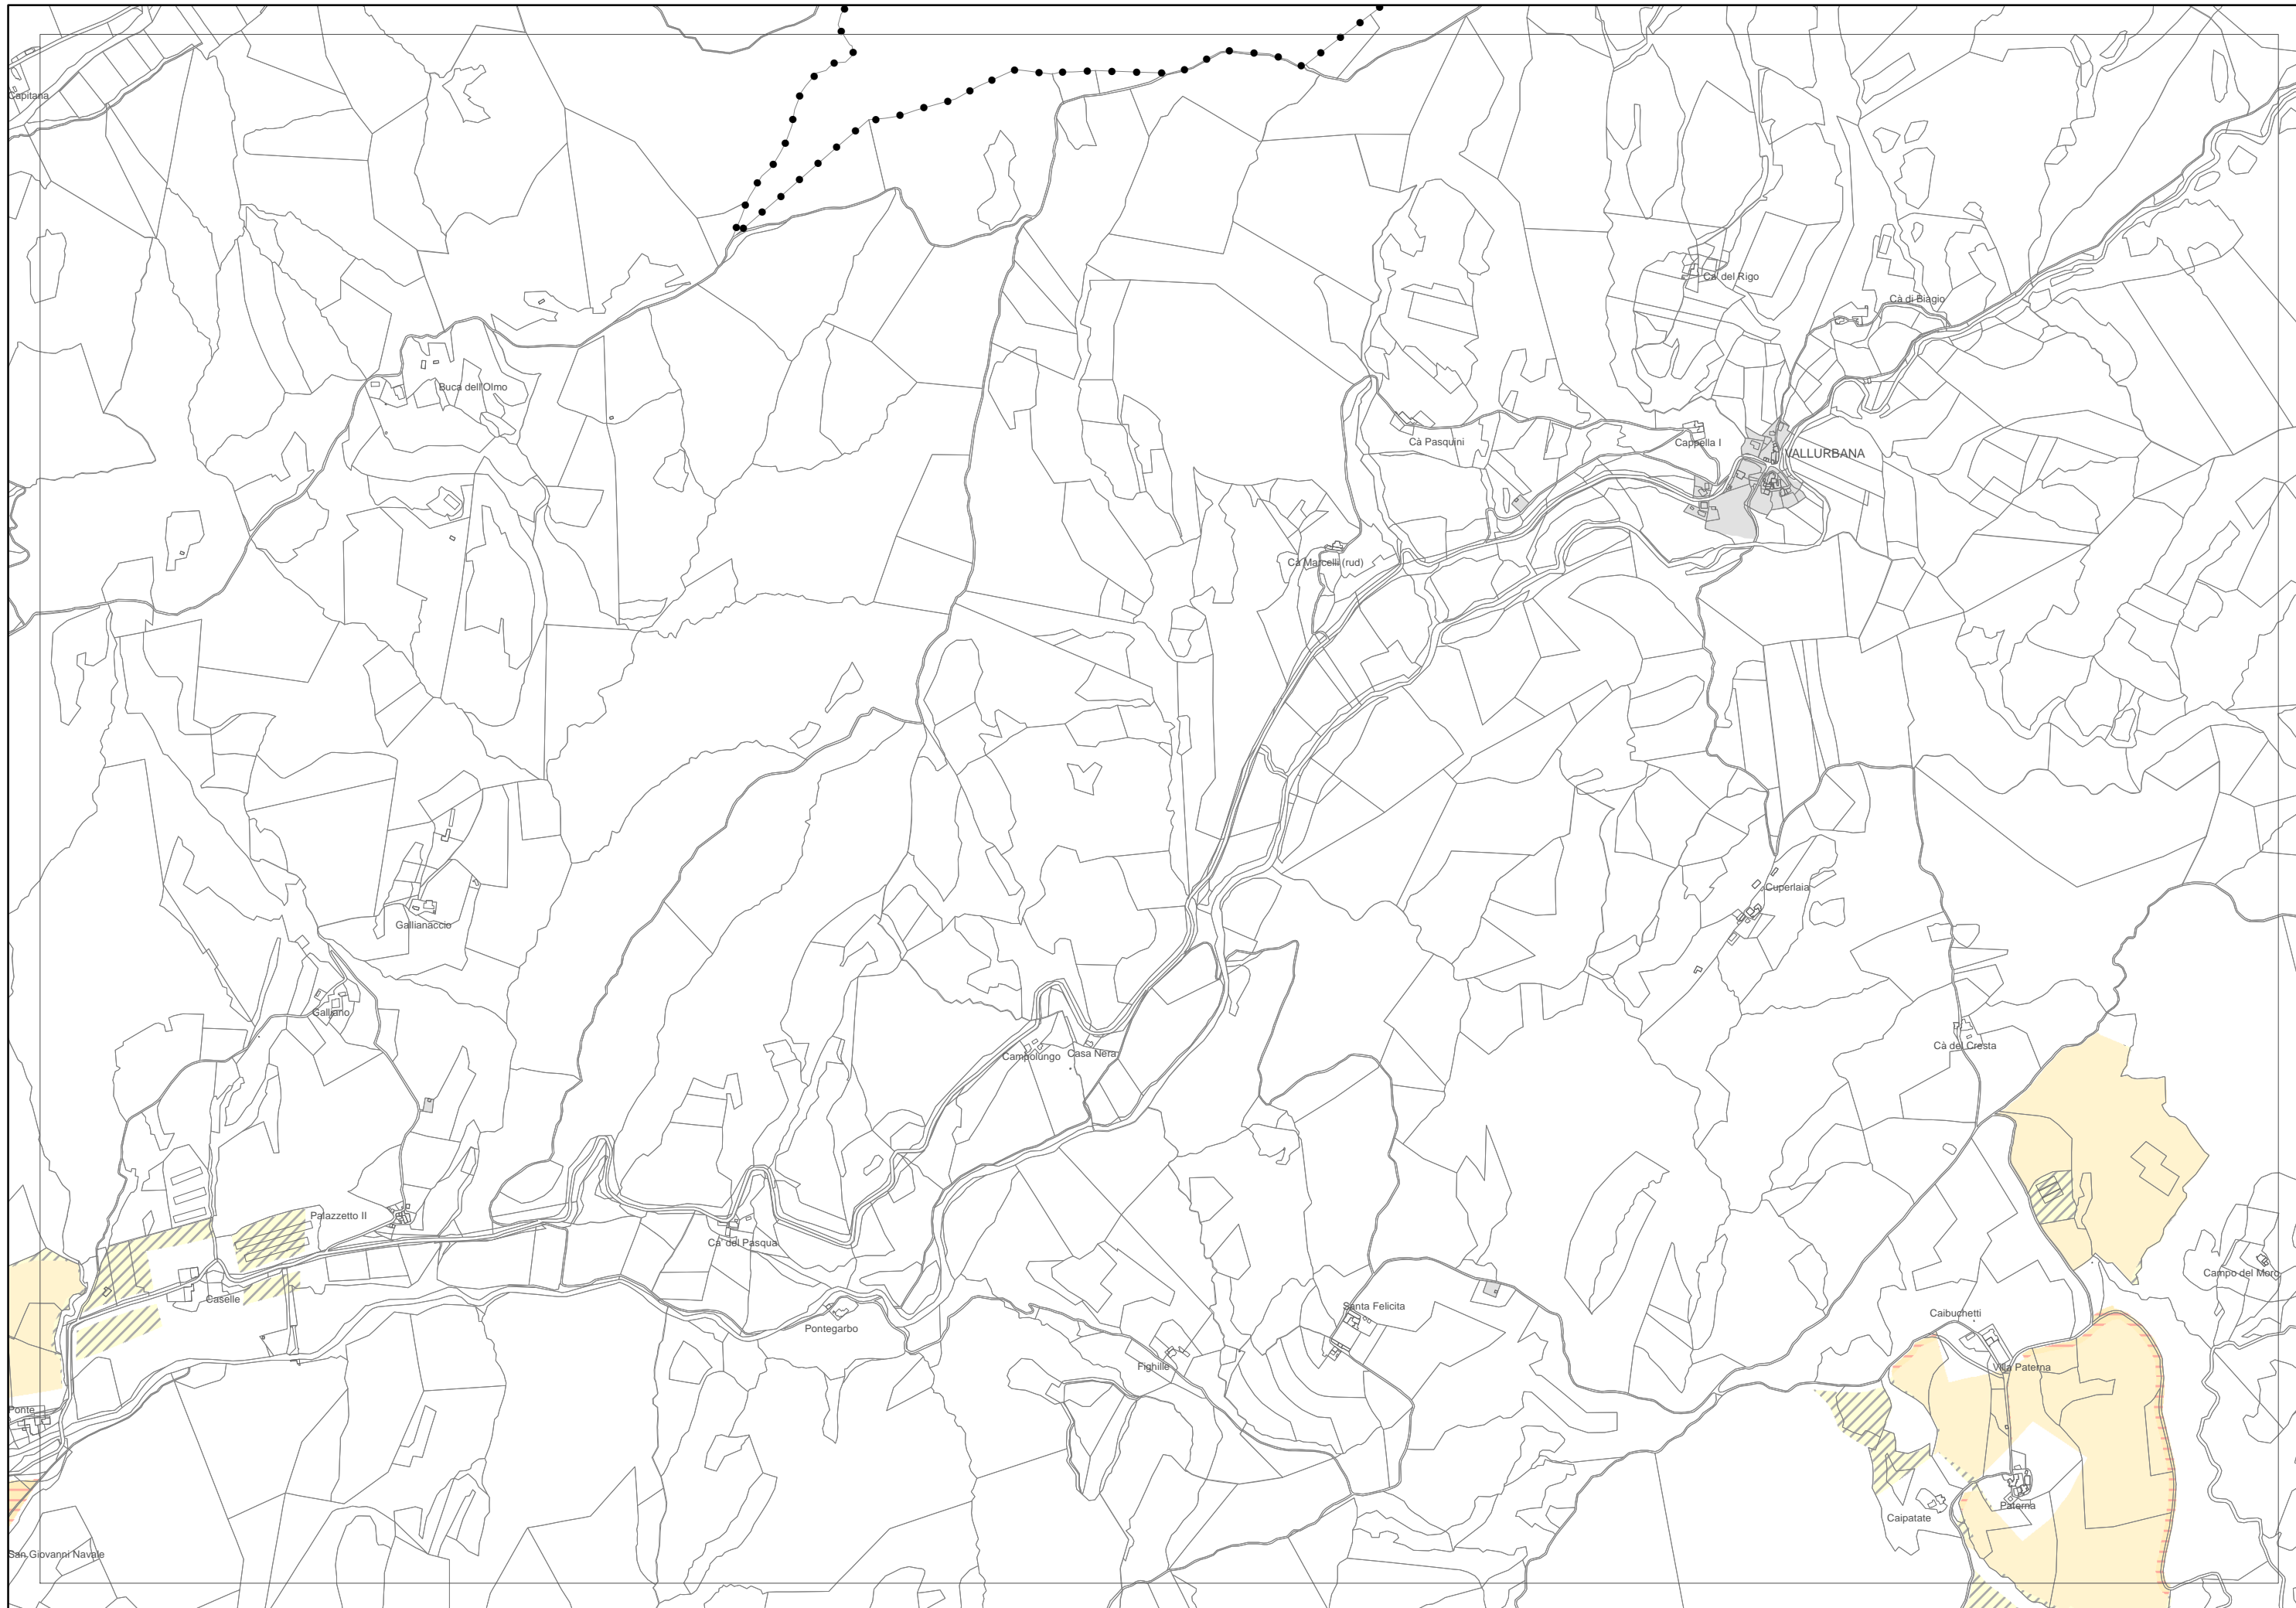 Capitana
Ca' del Rigo
Cà di Biagio
Buca dell'Olmo
Cà Pasquini
Cappella I
VALLURBANA
Cà Marcelli (rud)
Cuperlaia
Gallianaccio
Galliano
Campolungo
Casa Nera
Cà del Cresta
Palazzetto II
Ca' del Pasqua
Campo del Moro
Caselle
Santa Felicita
Caibuchetti
Pontegarbo
Fighille
Villa Paterna
Ponte
Paterna
Caipatate
San Giovanni Navale